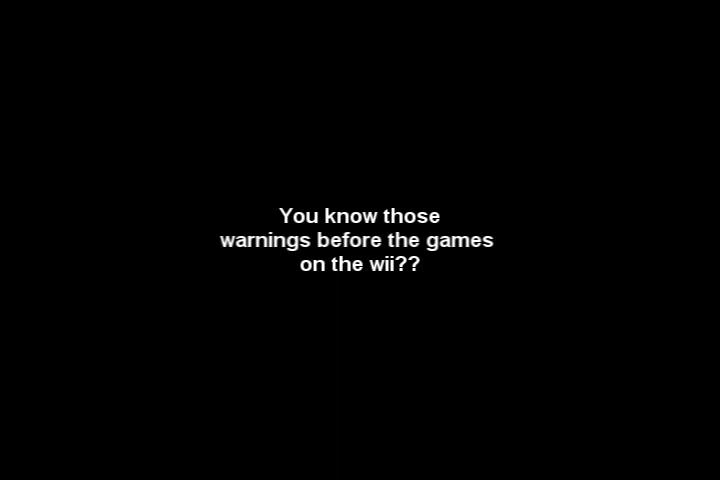 You know those
warnings before the games
on the wii??